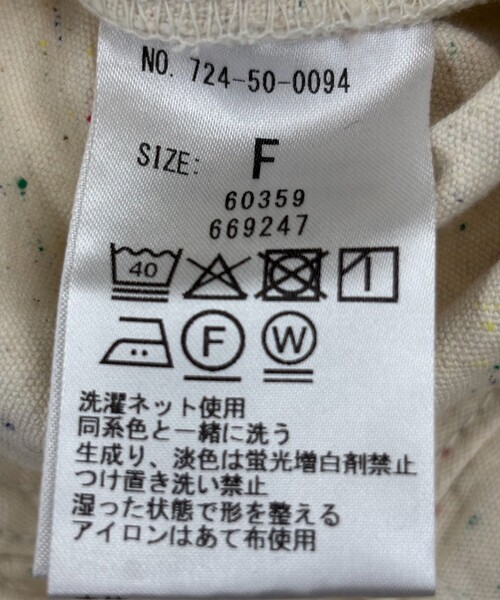 NO. 724-50-0094
SIZE: F
60359
669247
40
F W
洗濯ネット使用
同系色と一緒に洗う
生成り、淡色は蛍光増白剤禁止
つけ置き洗い禁止
湿った状態で形を整える
アイロンはあて布使用